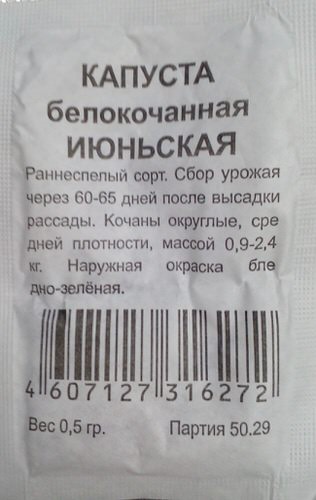 КАПУСТА
белокочанная
ИЮНЬСКАЯ
Раннеспелый сорт. Сбор урожая
через 60-65 дней после высадки
рассады. Кочаны округлые, сре
дней плотности, массой 0,9-2,4
кг. Наружная окраска бле
дно-зелёная.
4 607127 316272
Вес 0,5 гр. Партия 50.29